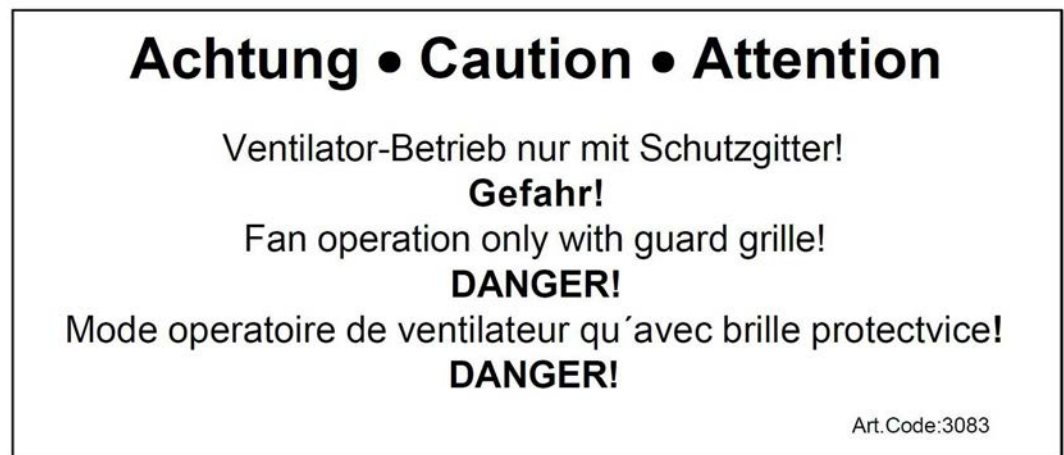 Achtung • Caution • Attention
Ventilator-Betrieb nur mit Schutzgitter!
Gefahr!
Fan operation only with guard grille!
DANGER!
Mode operatoire de ventilateur qu´avec brille protectvice!
DANGER!
Art.Code:3083